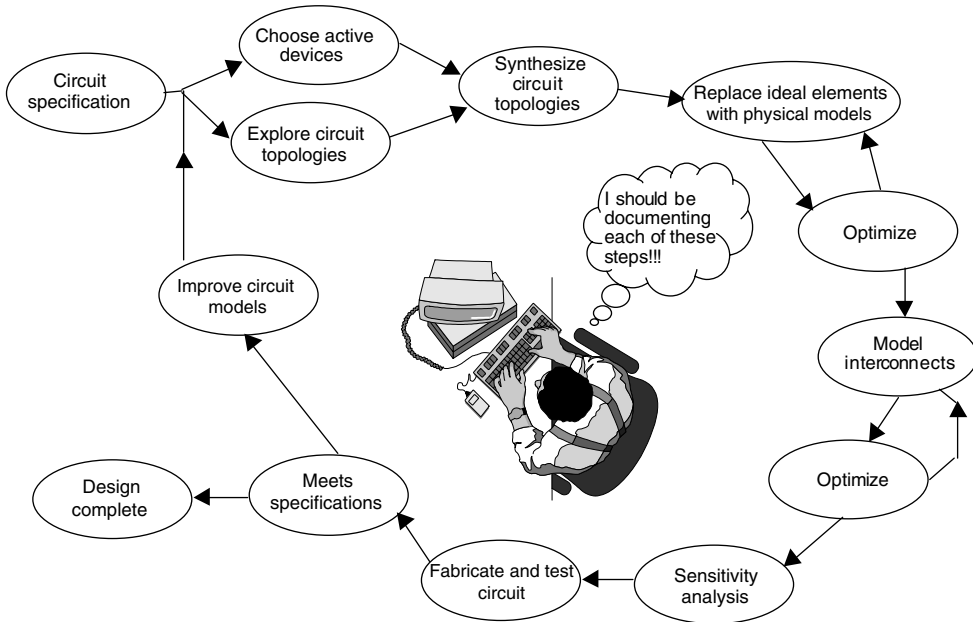 Circuit
specification
Choose active
devices
Explore circuit
topologies
Synthesize
circuit
topologies
Replace ideal elements
with physical models
Optimize
I should be
documenting
each of these
steps!!!
Improve circuit
models
Model
interconnects
Optimize
Meets
specifications
Design
complete
Fabricate and test
circuit
Sensitivity
analysis